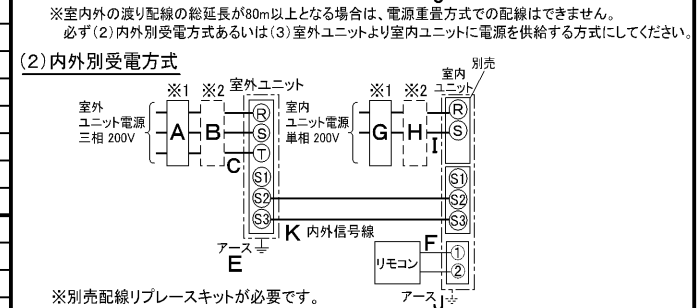 ※室内外の渡り配線の総延長が80m以上となる場合は、電源重畳方式での配線はできません。
必ず(2)内外別受電方式あるいは(3)室外ユニットより室内ユニットに電源を供給する方式にしてください。
(2)内外別受電方式
※1 ※2 室外ユニット
室外
ユニット電源
三相 200V
A B
C
R
S
T
S1
S2
S3
アース
E
※1 ※2
室内
ユニット
別売
室内
ユニット電源
単相 200V
G H
I
R
S
S1
S2
S3
K 内外信号線
リモコン
F
①
②
アース
※別売配線リプレースキットが必要です。